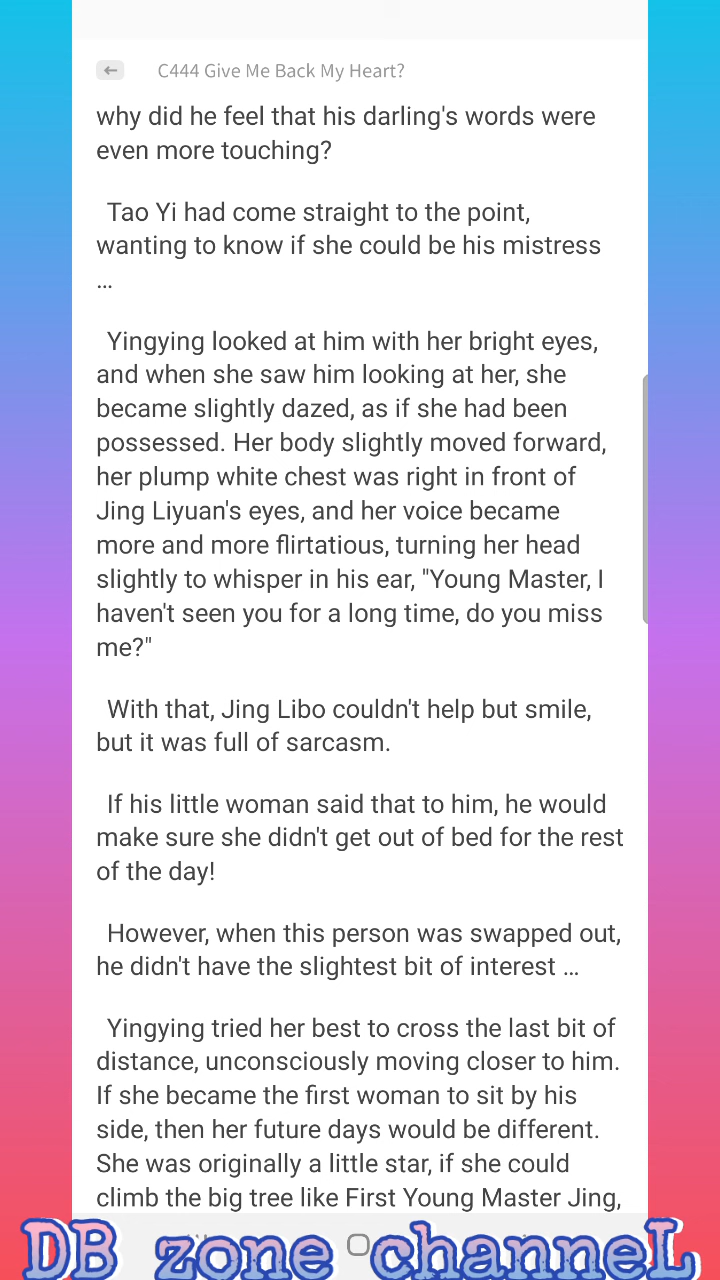 C444 Give Me Back My Heart?
why did he feel that his darling's words were
even more touching?
Tao Yi had come straight to the point,
wanting to know if she could be his mistress
...
Yingying looked at him with her bright eyes,
and when she saw him looking at her, she
became slightly dazed, as if she had been
possessed. Her body slightly moved forward,
her plump white chest was right in front of
Jing Liyuan's eyes, and her voice became
more and more flirtatious, turning her head
slightly to whisper in his ear, "Young Master, I
haven't seen you for a long time, do you miss
me?"
With that, Jing Libo couldn't help but smile,
but it was full of sarcasm.
If his little woman said that to him, he would
make sure she didn't get out of bed for the rest
of the day!
However, when this person was swapped out,
he didn't have the slightest bit of interest ...
Yingying tried her best to cross the last bit of
distance, unconsciously moving closer to him.
If she became the first woman to sit by his
side, then her future days would be different.
She was originally a little star, if she could
climb the big tree like First Young Master Jing,
DB zone channeL